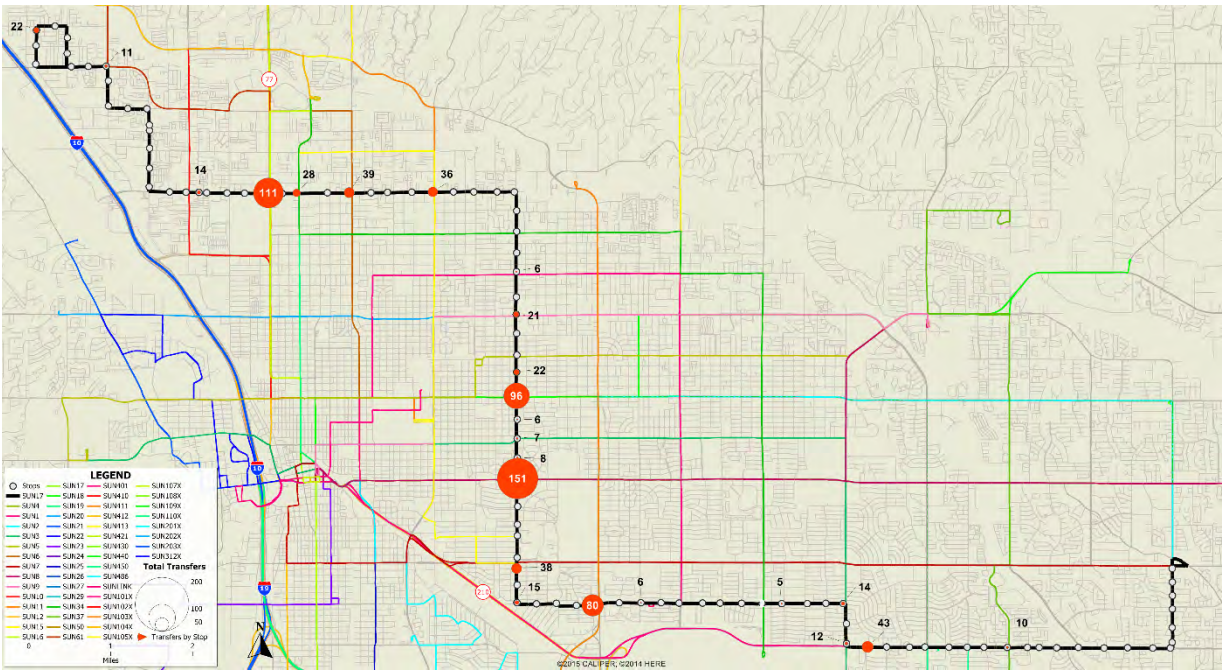 22
11
77
10
14
111
28
39
36
6
21
22
96
6
7
8
10
151
38
15
80
6
5
14
12
43
10
210
10
LEGEND
Stops SUN17 SUN401 SUN107X
SUN17 SUN18 SUN410 SUN108X
SUN4 SUN19 SUN411 SUN109X
SUN1 SUN20 SUN412 SUN110X
SUN2 SUN21 SUN413 SUN201X
SUN3 SUN22 SUN421 SUN202X
SUN5 SUN23 SUN430 SUN203X
SUN6 SUN24 SUN440 SUN312X
SUN7 SUN25 SUN450 Total Transfers
SUN8 SUN26 SUN486
SUN9 SUN27 SUNLINK 200
SUN10 SUN29 SUN101X
SUN11 SUN34 SUN102X 100
SUN12 SUN37 SUN103X 50
SUN15 SUN50 SUN104X
SUN16 SUN61 SUN105X Transfers by Stop
0 1 2
Miles
N
©2015 CALIPER; ©2014 HERE